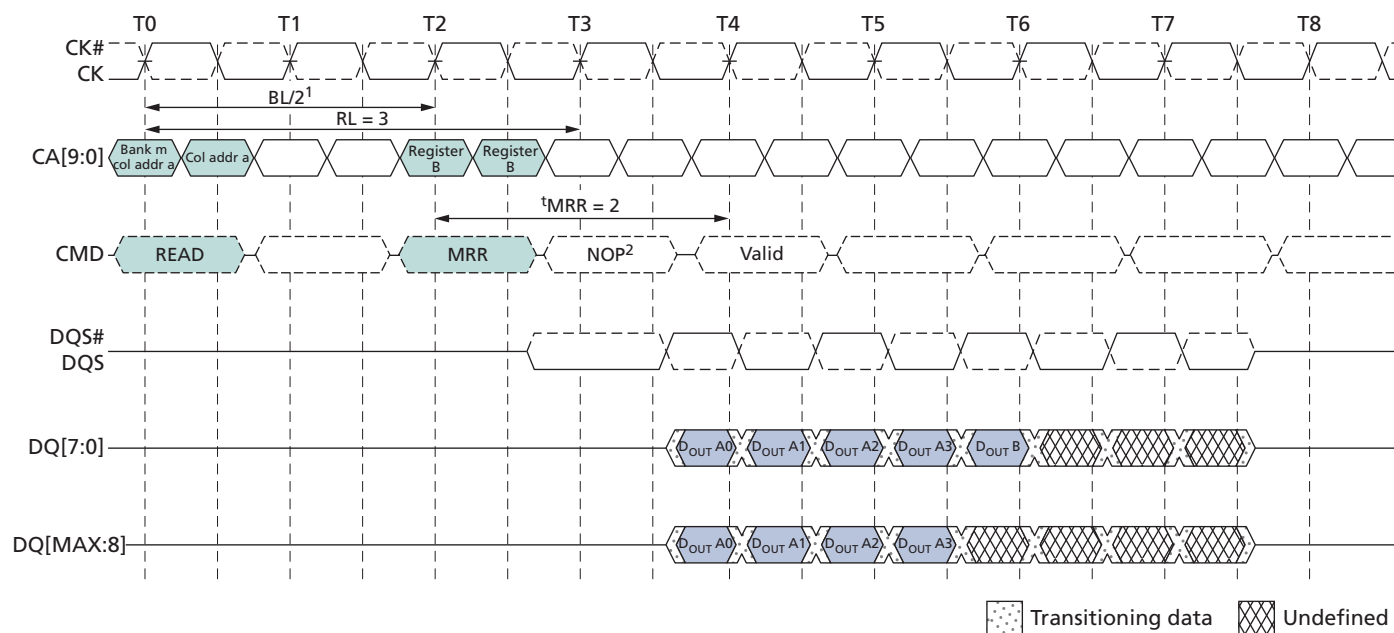 T0 T1 T2 T3 T4 T5 T6 T7 T8
CK#
CK
BL/2¹
RL = 3
CA[9:0]
Bank m
col addr a
Col addr a
Register
B
Register
B
ᵗMRR = 2
CMD
READ
MRR
NOP²
Valid
DQS#
DQS
DQ[7:0]
DOUT A0
DOUT A1
DOUT A2
DOUT A3
DOUT B
DQ[MAX:8]
DOUT A0
DOUT A1
DOUT A2
DOUT A3
Transitioning data
Undefined